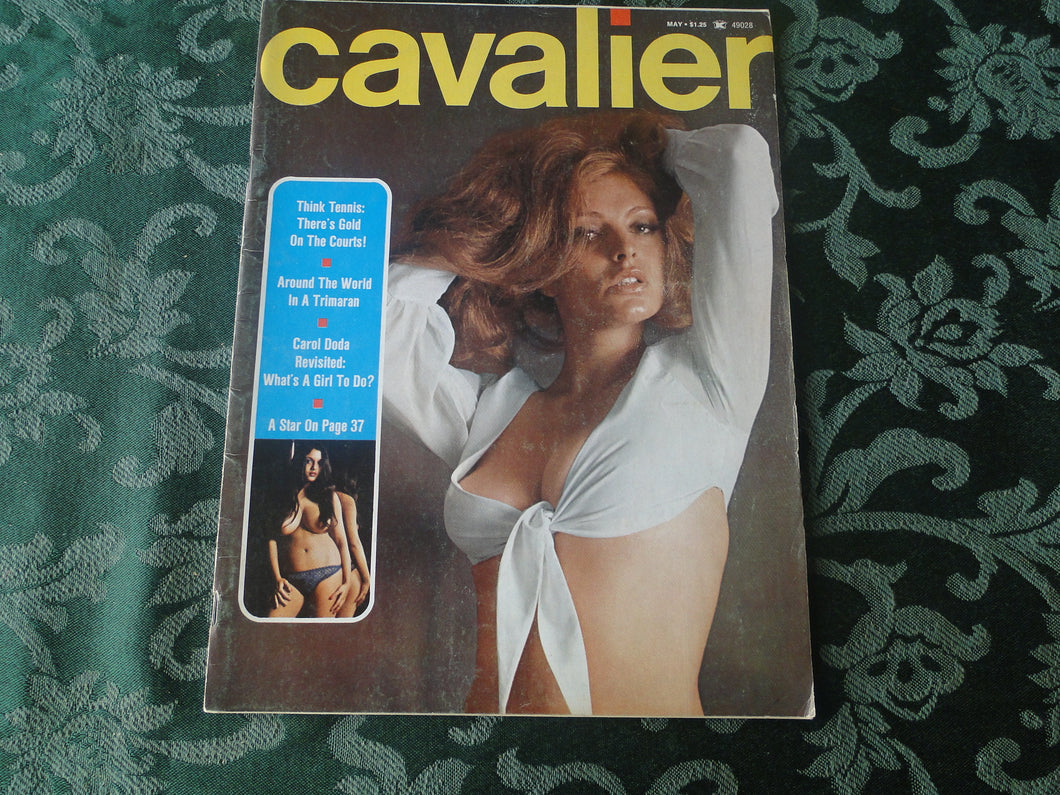 MAY • $1.25 49028
cavalier
Think Tennis:
There's Gold
On The Courts!
Around The World
In A Trimaran
Carol Doda
Revisited:
What's A Girl To Do?
A Star On Page 37